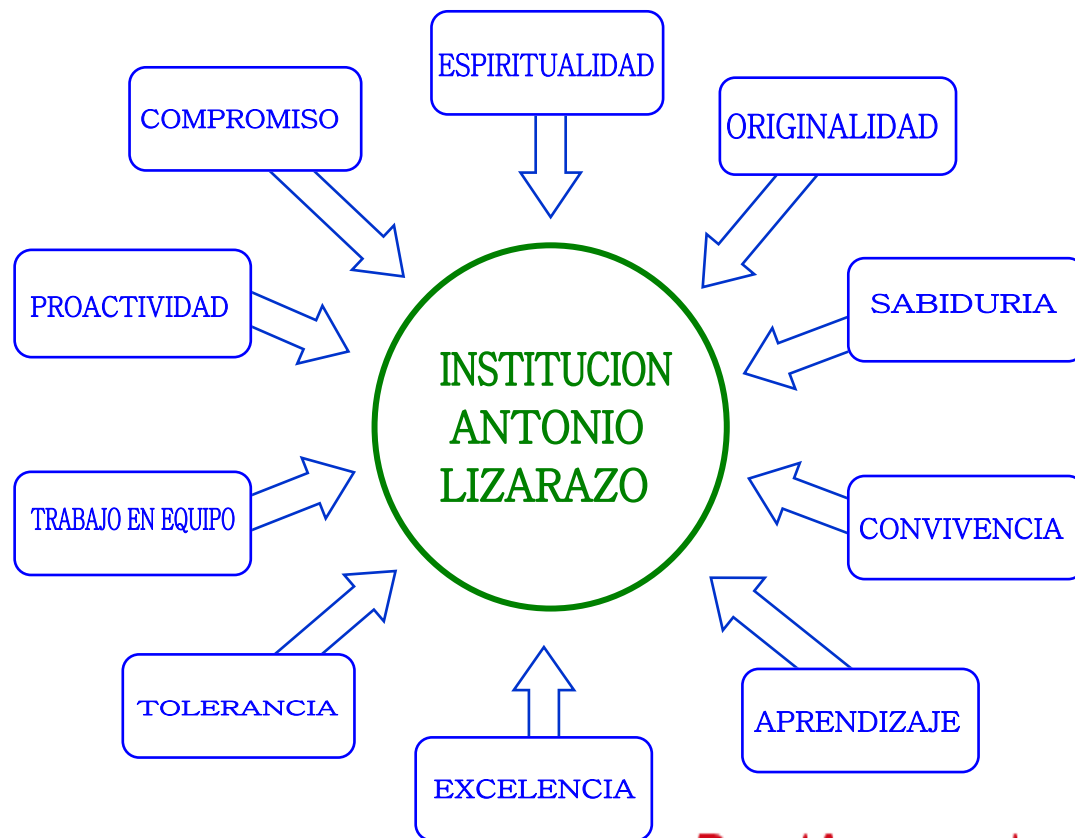 ESPIRITUALIDAD
COMPROMISO
ORIGINALIDAD
PROACTIVIDAD
SABIDURIA
INSTITUCION
ANTONIO
LIZARAZO
TRABAJO EN EQUIPO
CONVIVENCIA
TOLERANCIA
APRENDIZAJE
EXCELENCIA